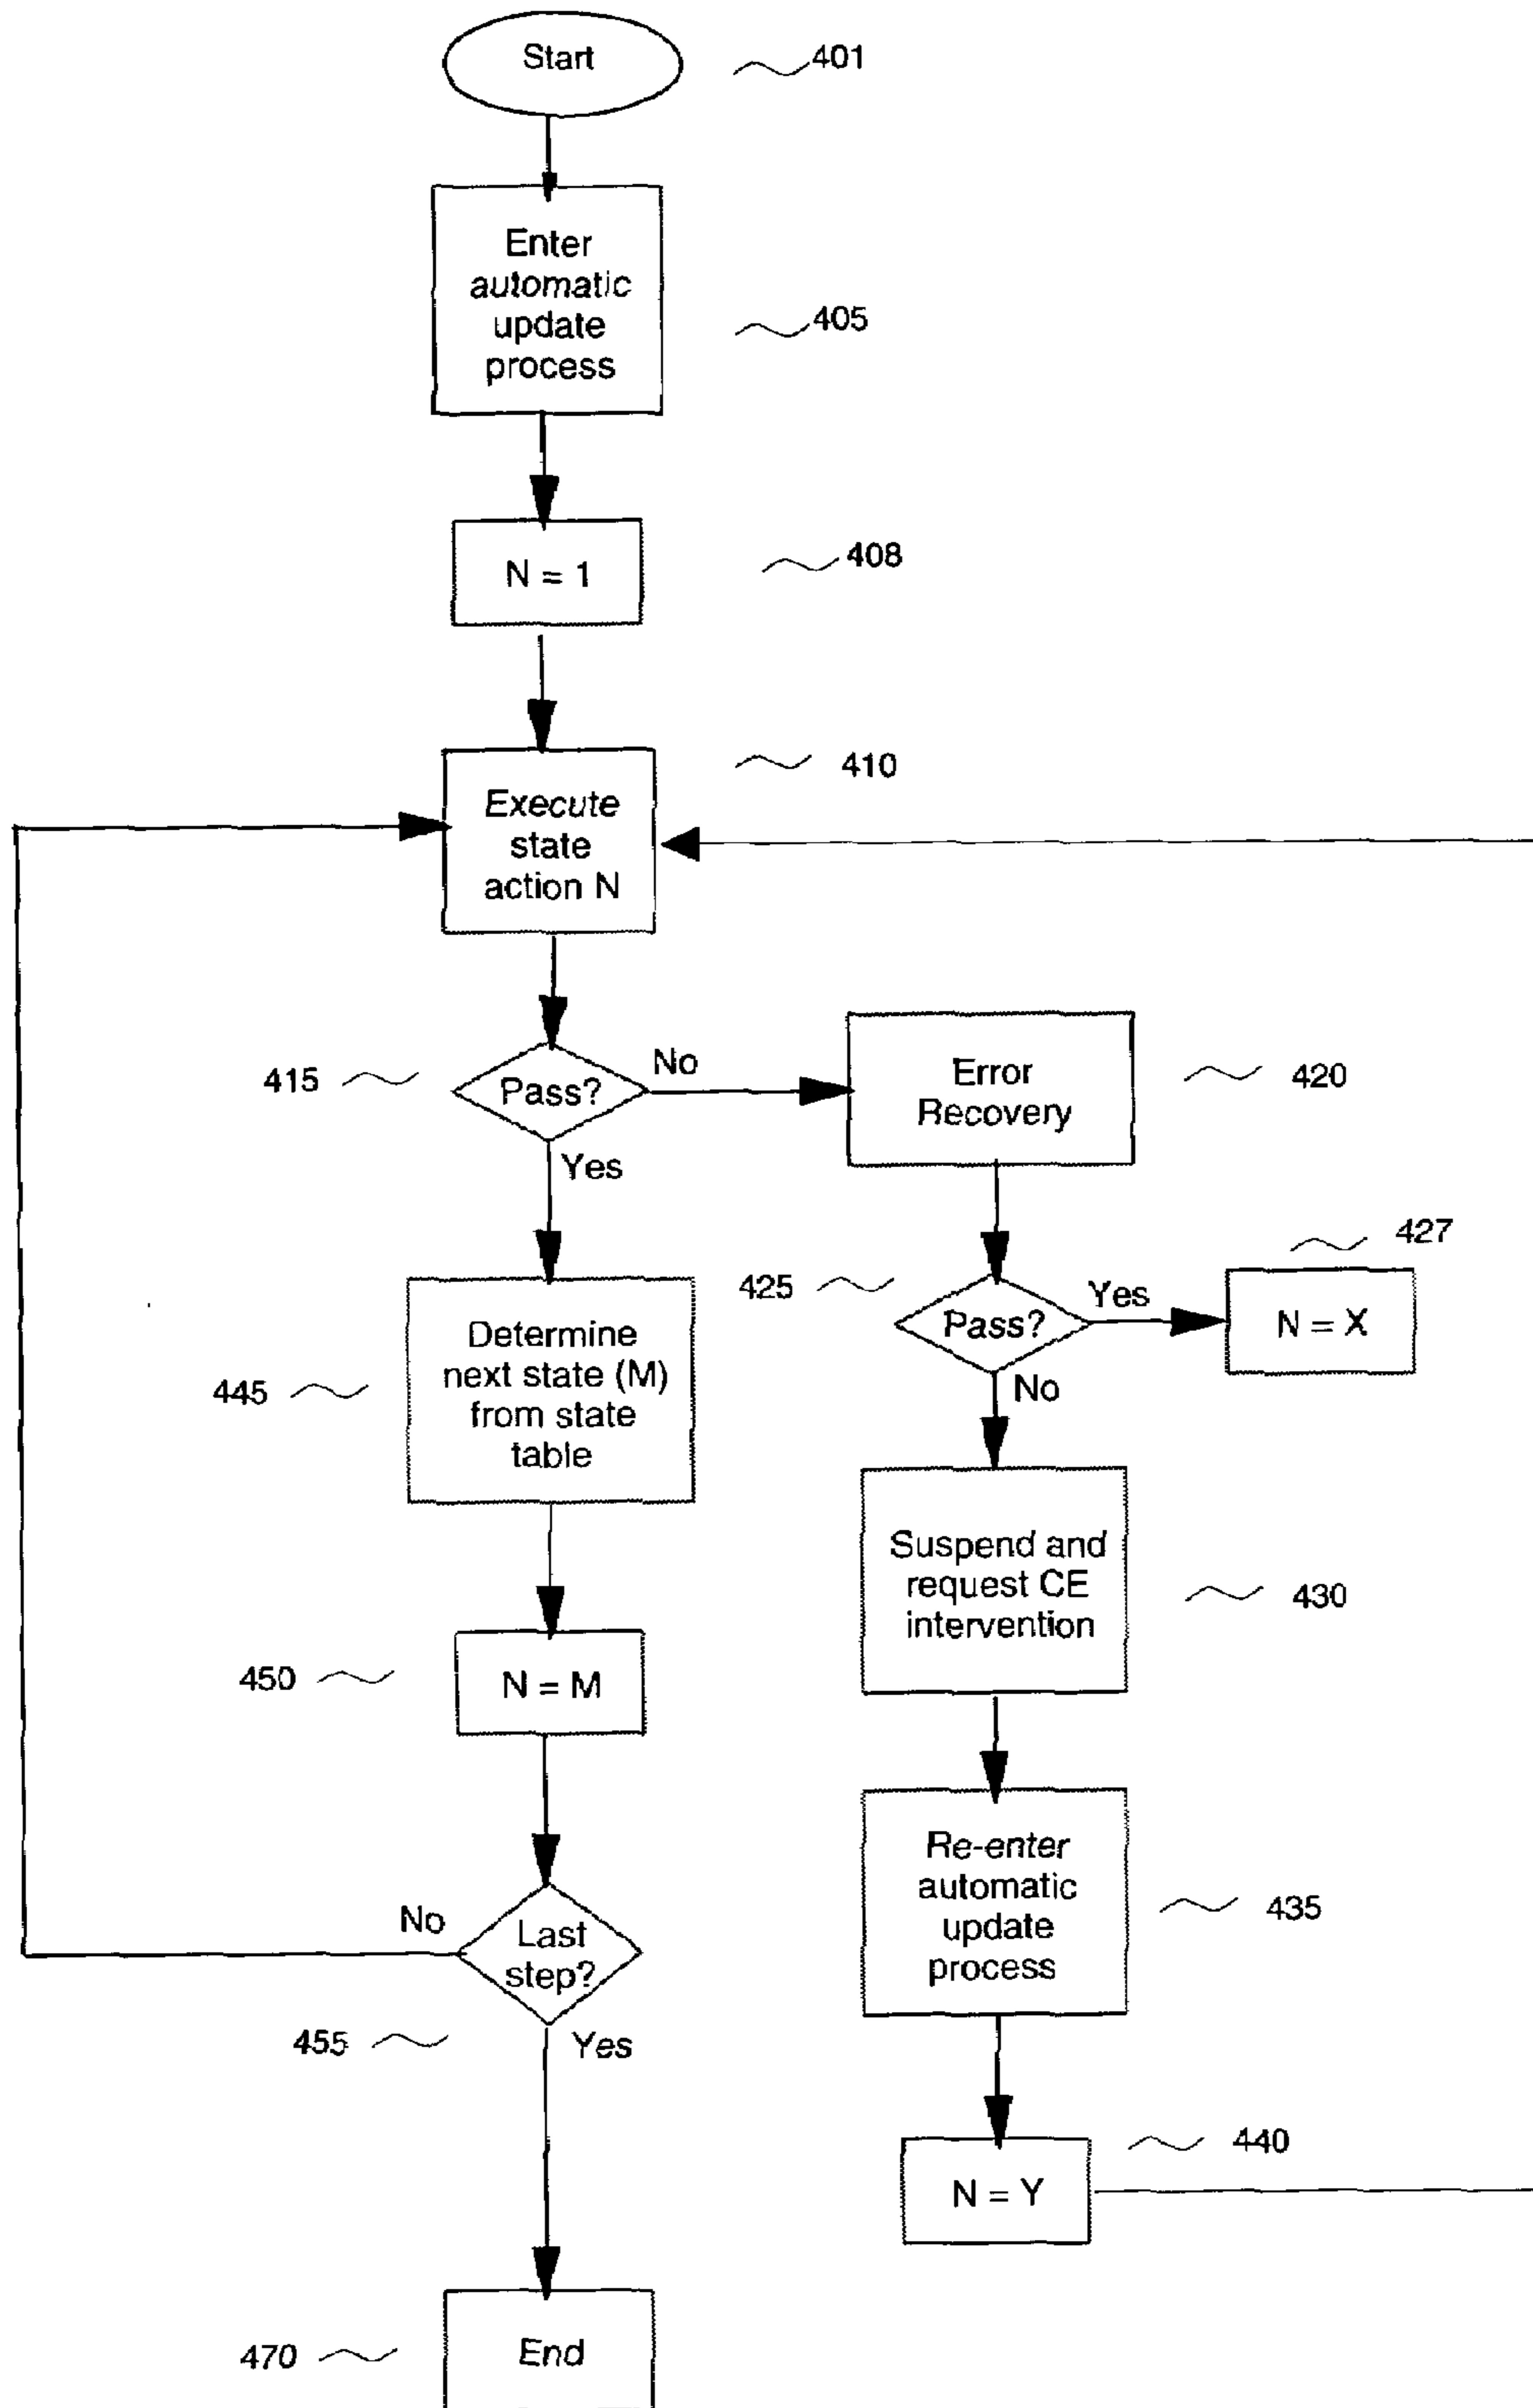 Start
401
Enter
automatic
update
process
405
N = 1
408
410
Execute
state
action N
415
Pass?
No
Yes
Error
Recovery
420
425
Pass?
Yes
No
427
N = X
445
Determine
next state (M)
from state
table
Suspend and
request CE
intervention
430
450
N = M
Re-enter
automatic
update
process
435
No
Last
step?
455
Yes
440
N = Y
470
End